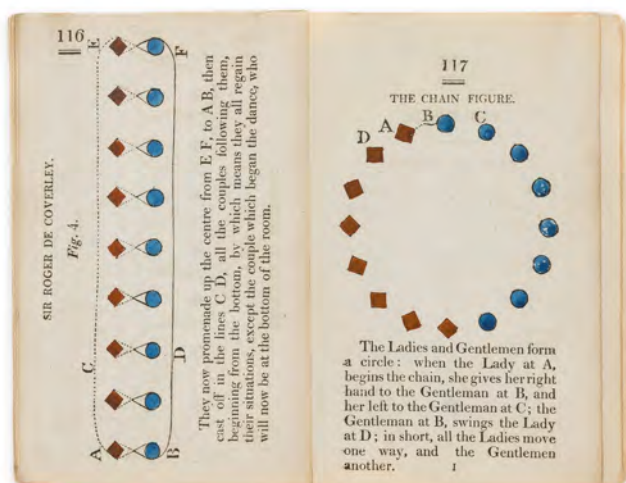 116
SIR ROGER DE COVERLEY.
Fig. 4.
E
F
C
D
A
B
They now promenade up the centre from E F, to A B, then
cast off in the lines C D, all the couples following them,
beginning from the bottom, by which means they all regain
their situations, except the couple which began the dance, who
will now be at the bottom of the room.
117
THE CHAIN FIGURE.
D
A
B
C
The Ladies and Gentlemen form
a circle: when the Lady at A,
begins the chain, she gives her right
hand to the Gentleman at B, and
her left to the Gentleman at C; the
Gentleman at B, swings the Lady
at D; in short, all the Ladies move
one way, and the Gentlemen
another.
I